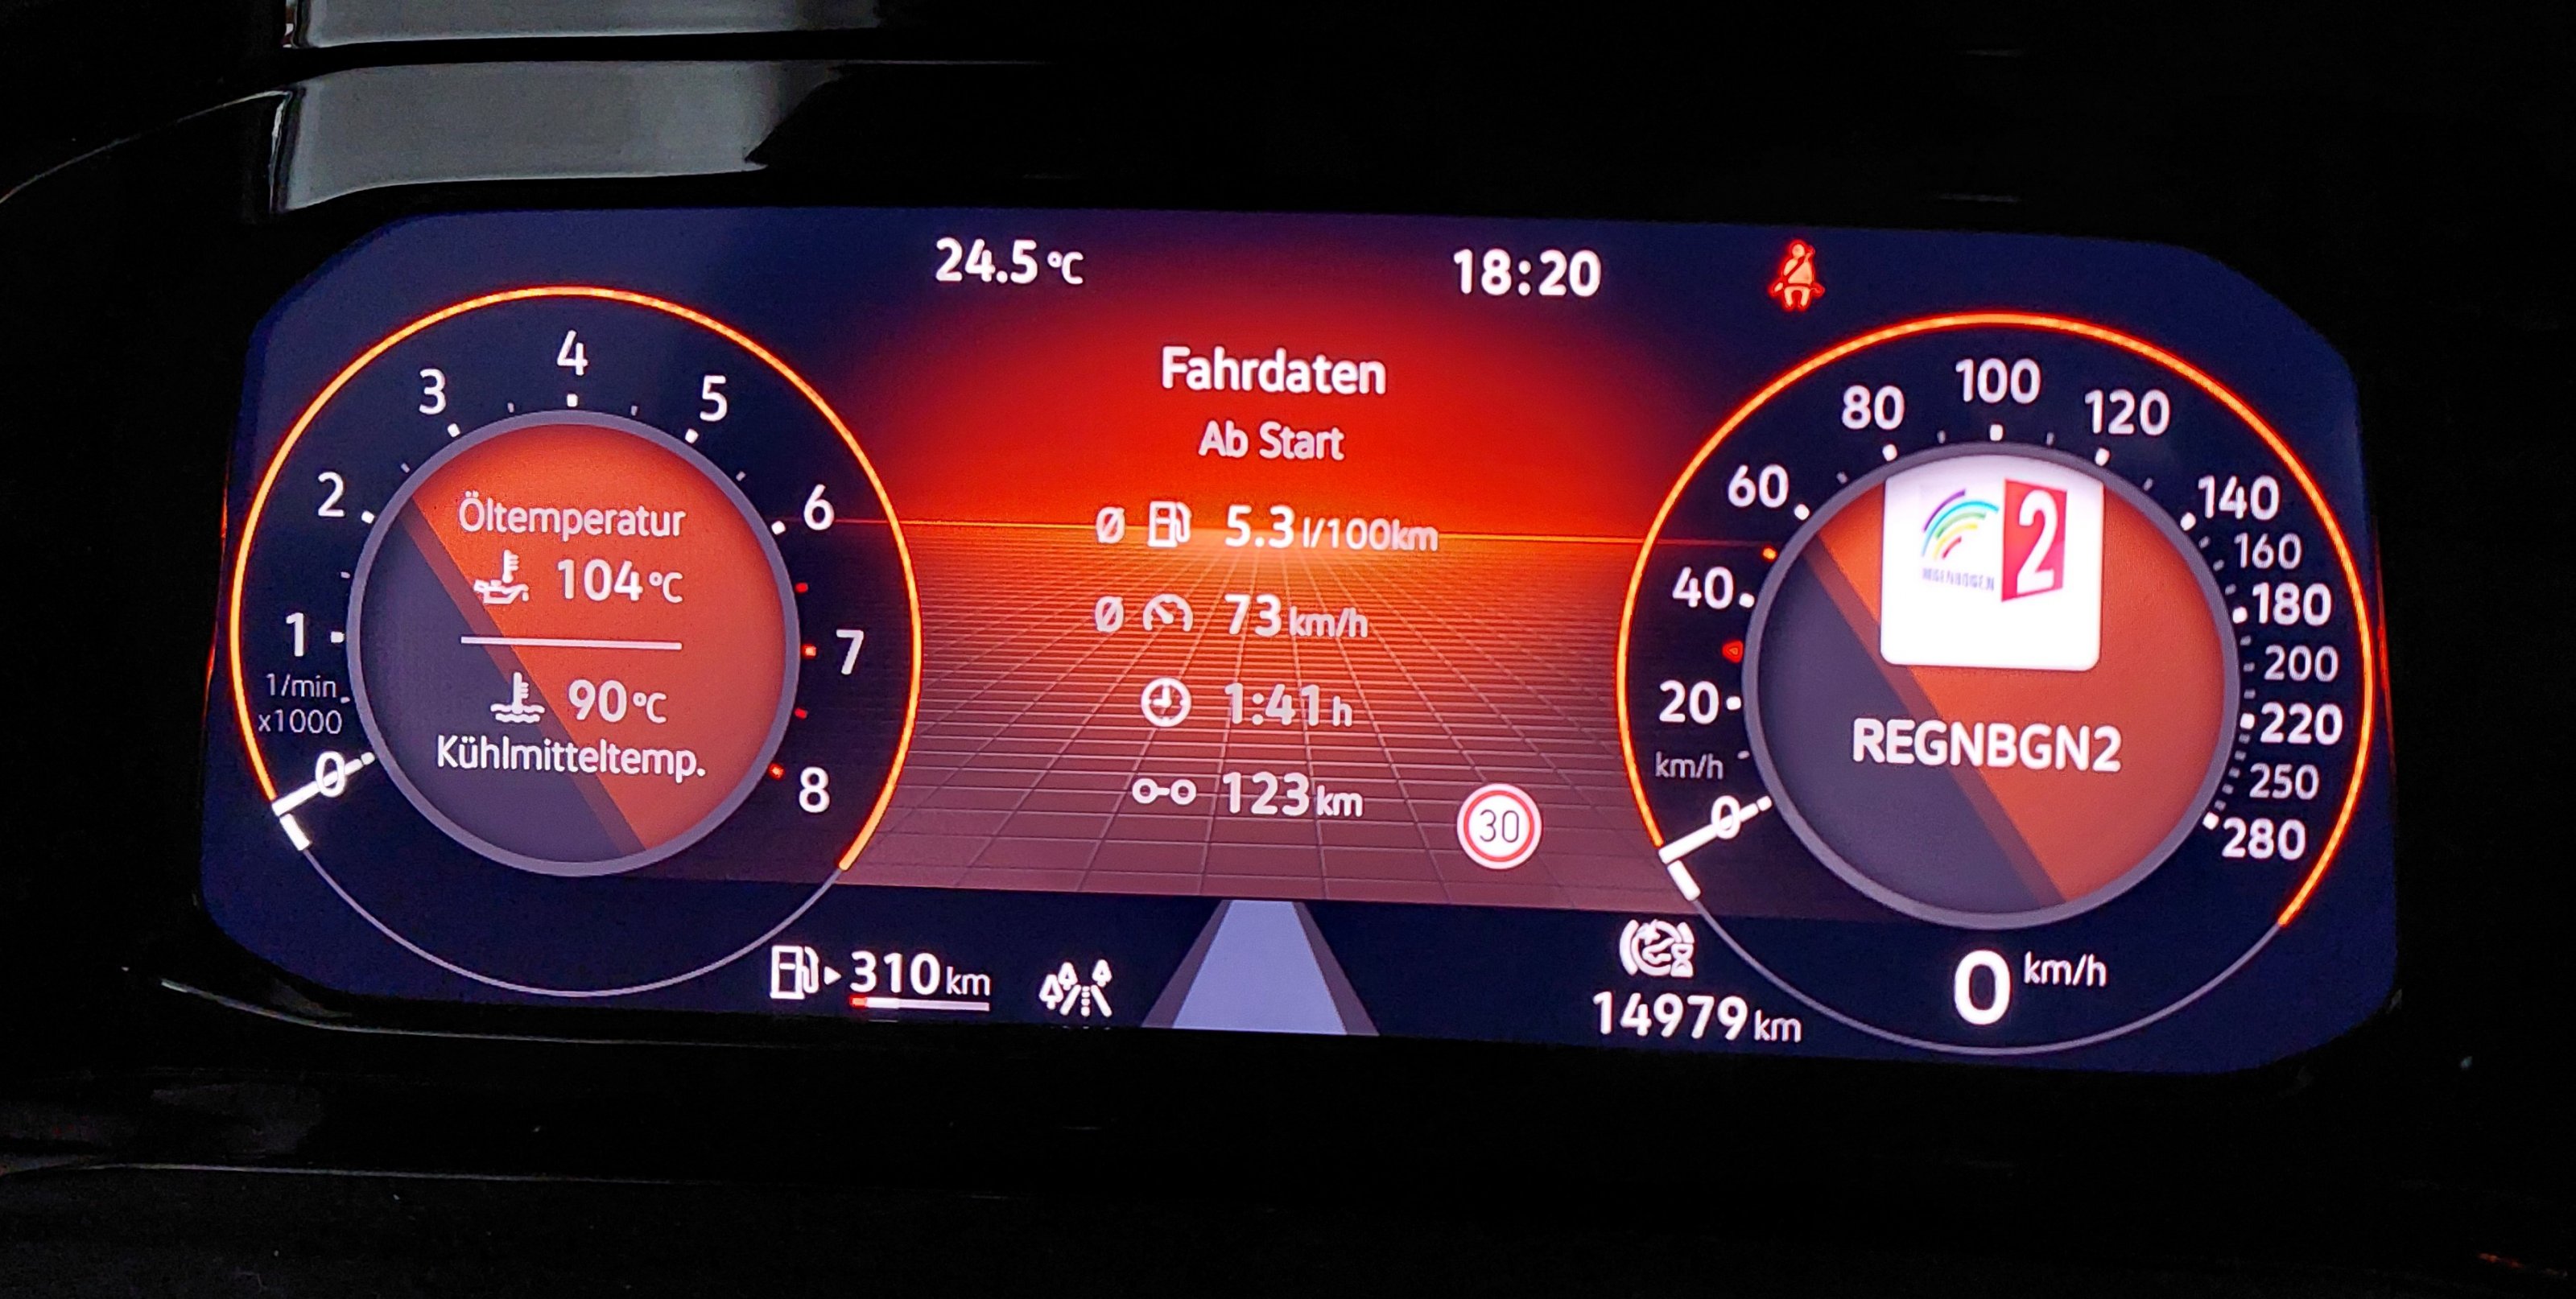 24.5 °C
18:20
Fahrdaten
Ab Start
Ø 5.3 l/100km
Ø 73 km/h
1:41 h
123 km
30
0
1
2
3
4
5
6
7
8
1/min
x1000
Öltemperatur
104 °C
90 °C
Kühlmitteltemp.
0
20
40
60
80
100
120
140
160
180
200
220
250
280
km/h
2
REGNBGN2
310 km
14979 km
0 km/h